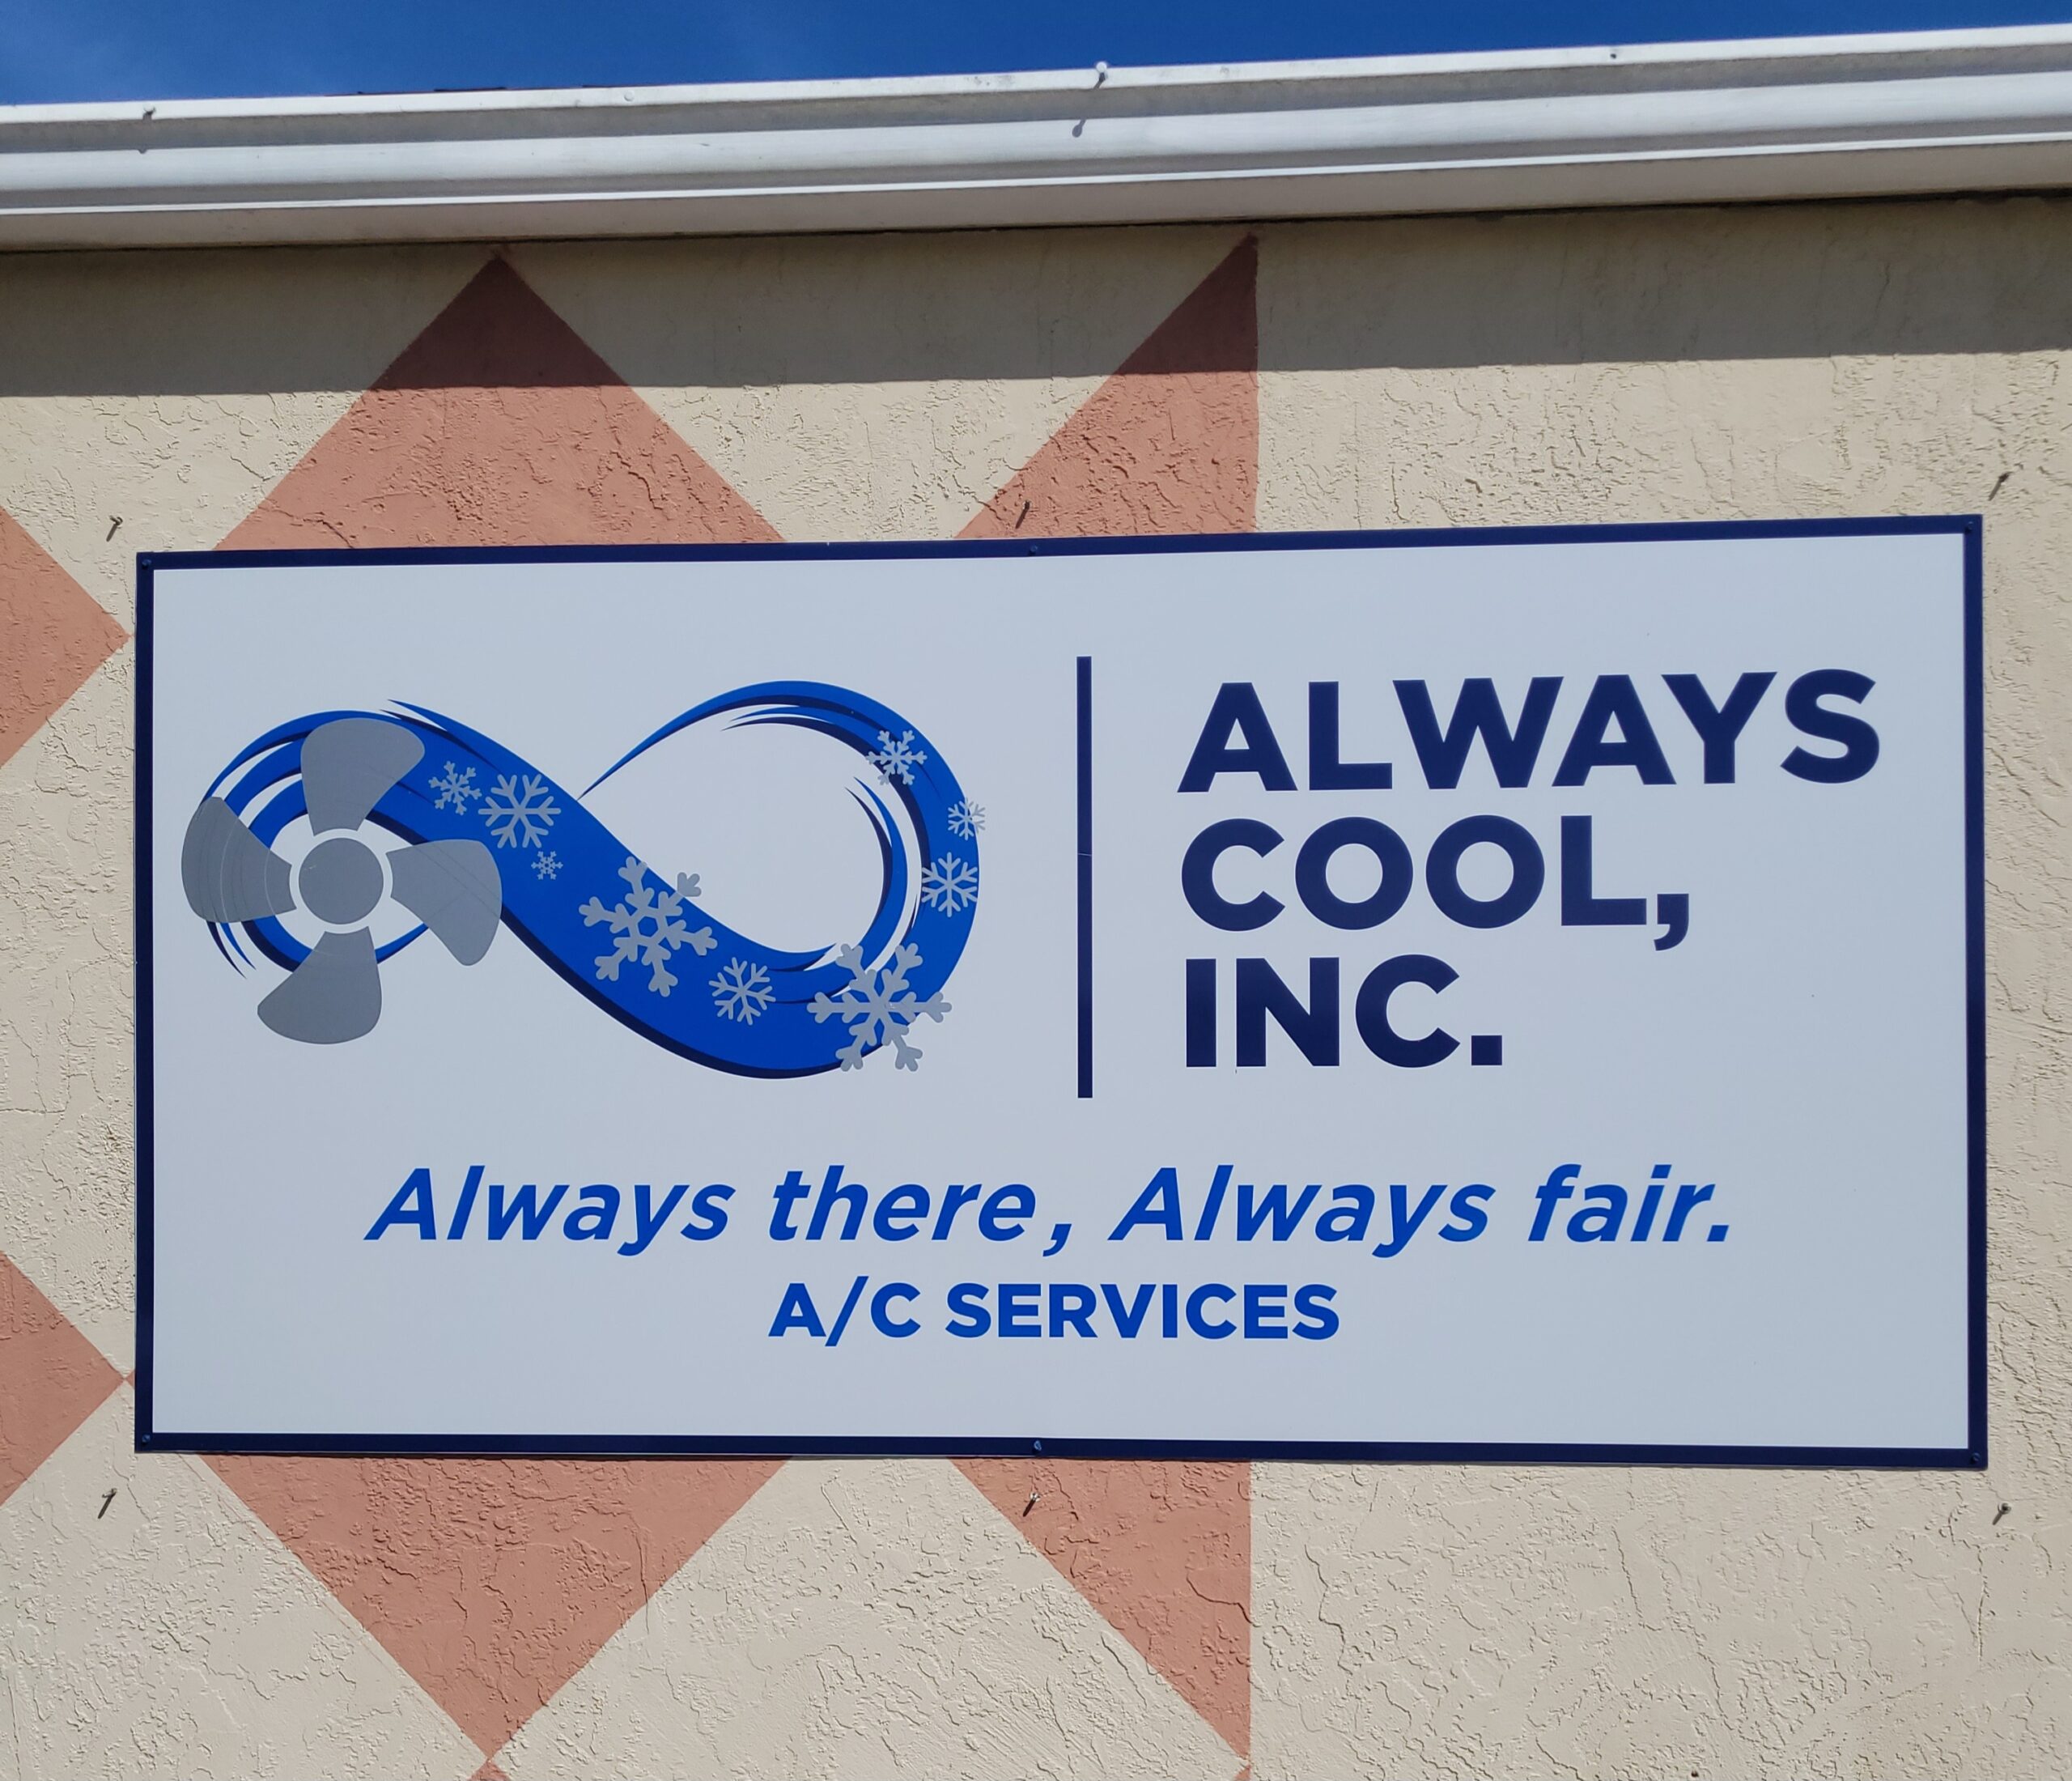 ALWAYS
COOL,
INC.
Always there, Always fair.
A/C SERVICES